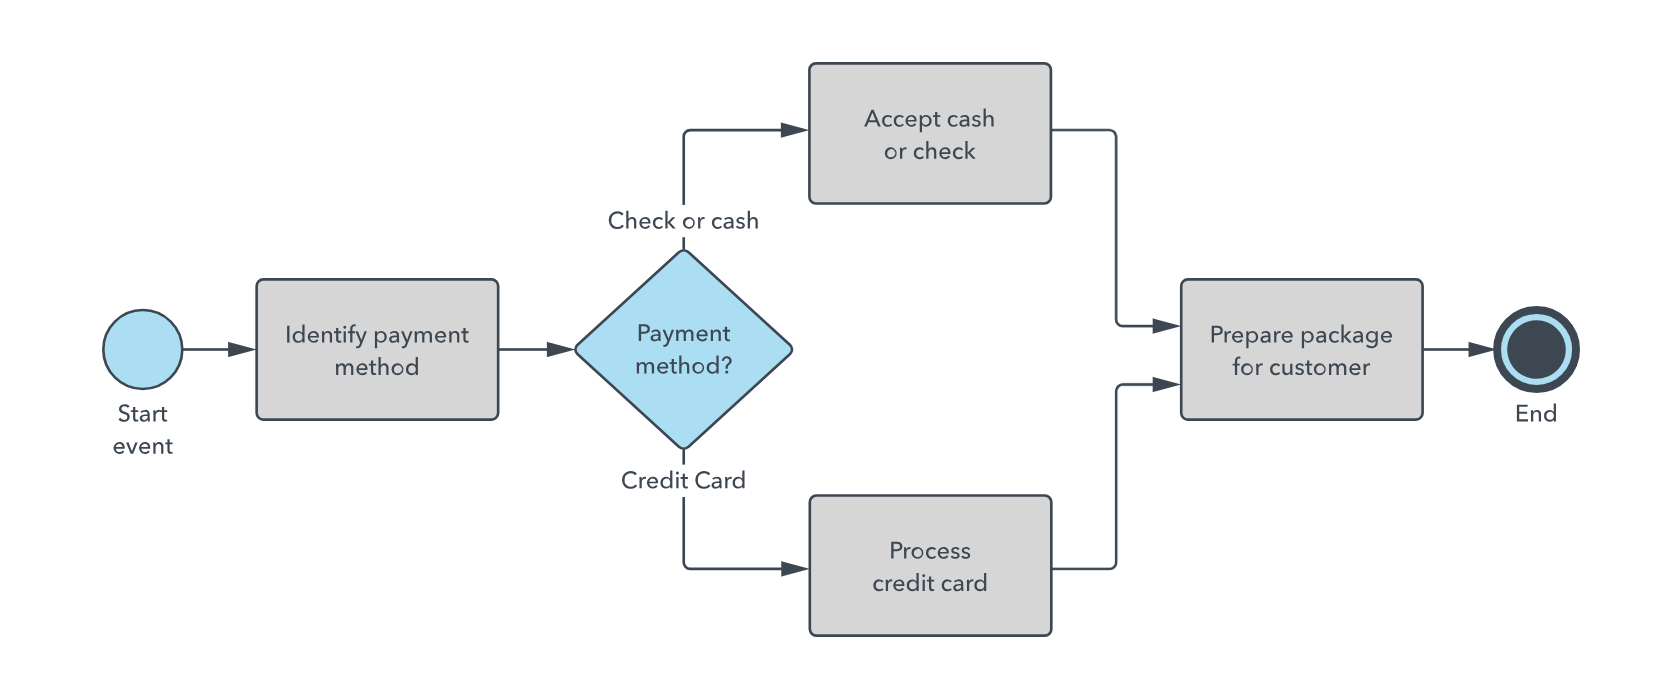 Start
event
Identify payment
method
Payment
method?
Check or cash
Credit Card
Accept cash
or check
Process
credit card
Prepare package
for customer
End